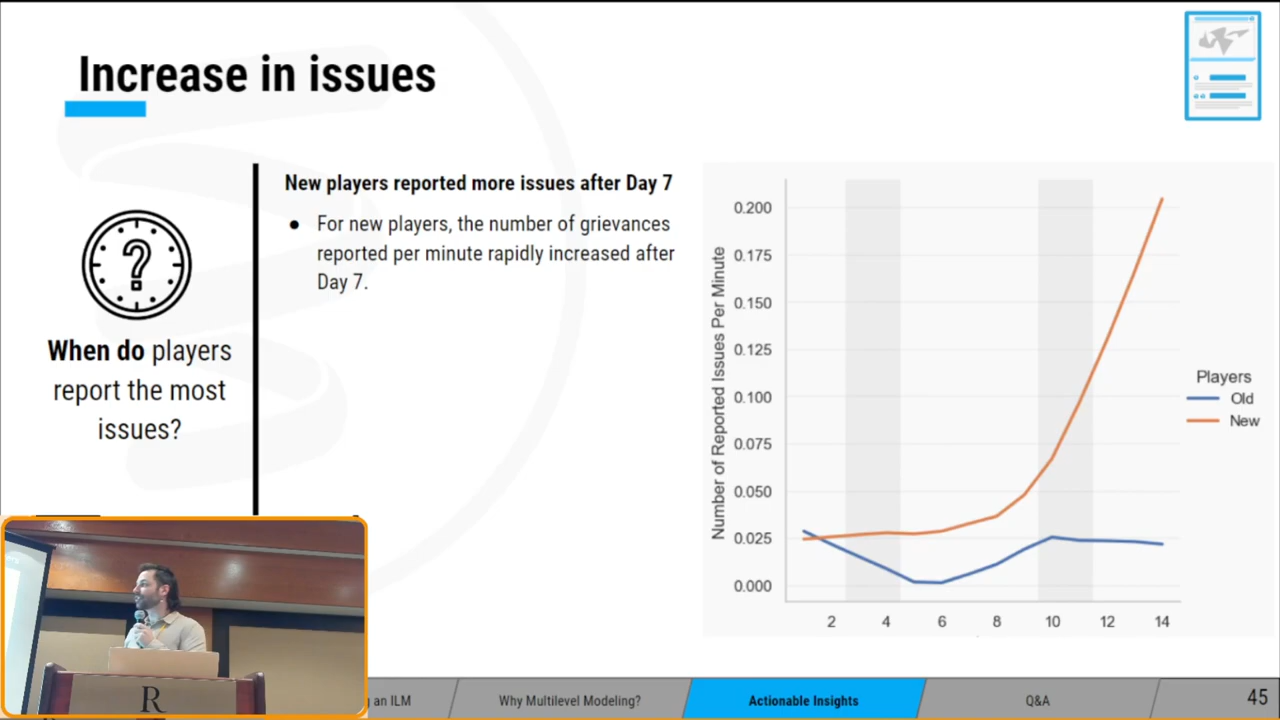 Increase in issues
New players reported more issues after Day 7
● For new players, the number of grievances
reported per minute rapidly increased after
Day 7.
When do players
report the most
issues?
Number of Reported Issues Per Minute
0.200
0.175
0.150
0.125
0.100
0.075
0.050
0.025
0.000
2 4 6 8 10 12 14
Players
Old
New
R
an ILM
Why Multilevel Modeling?
Actionable Insights
Q&A
45